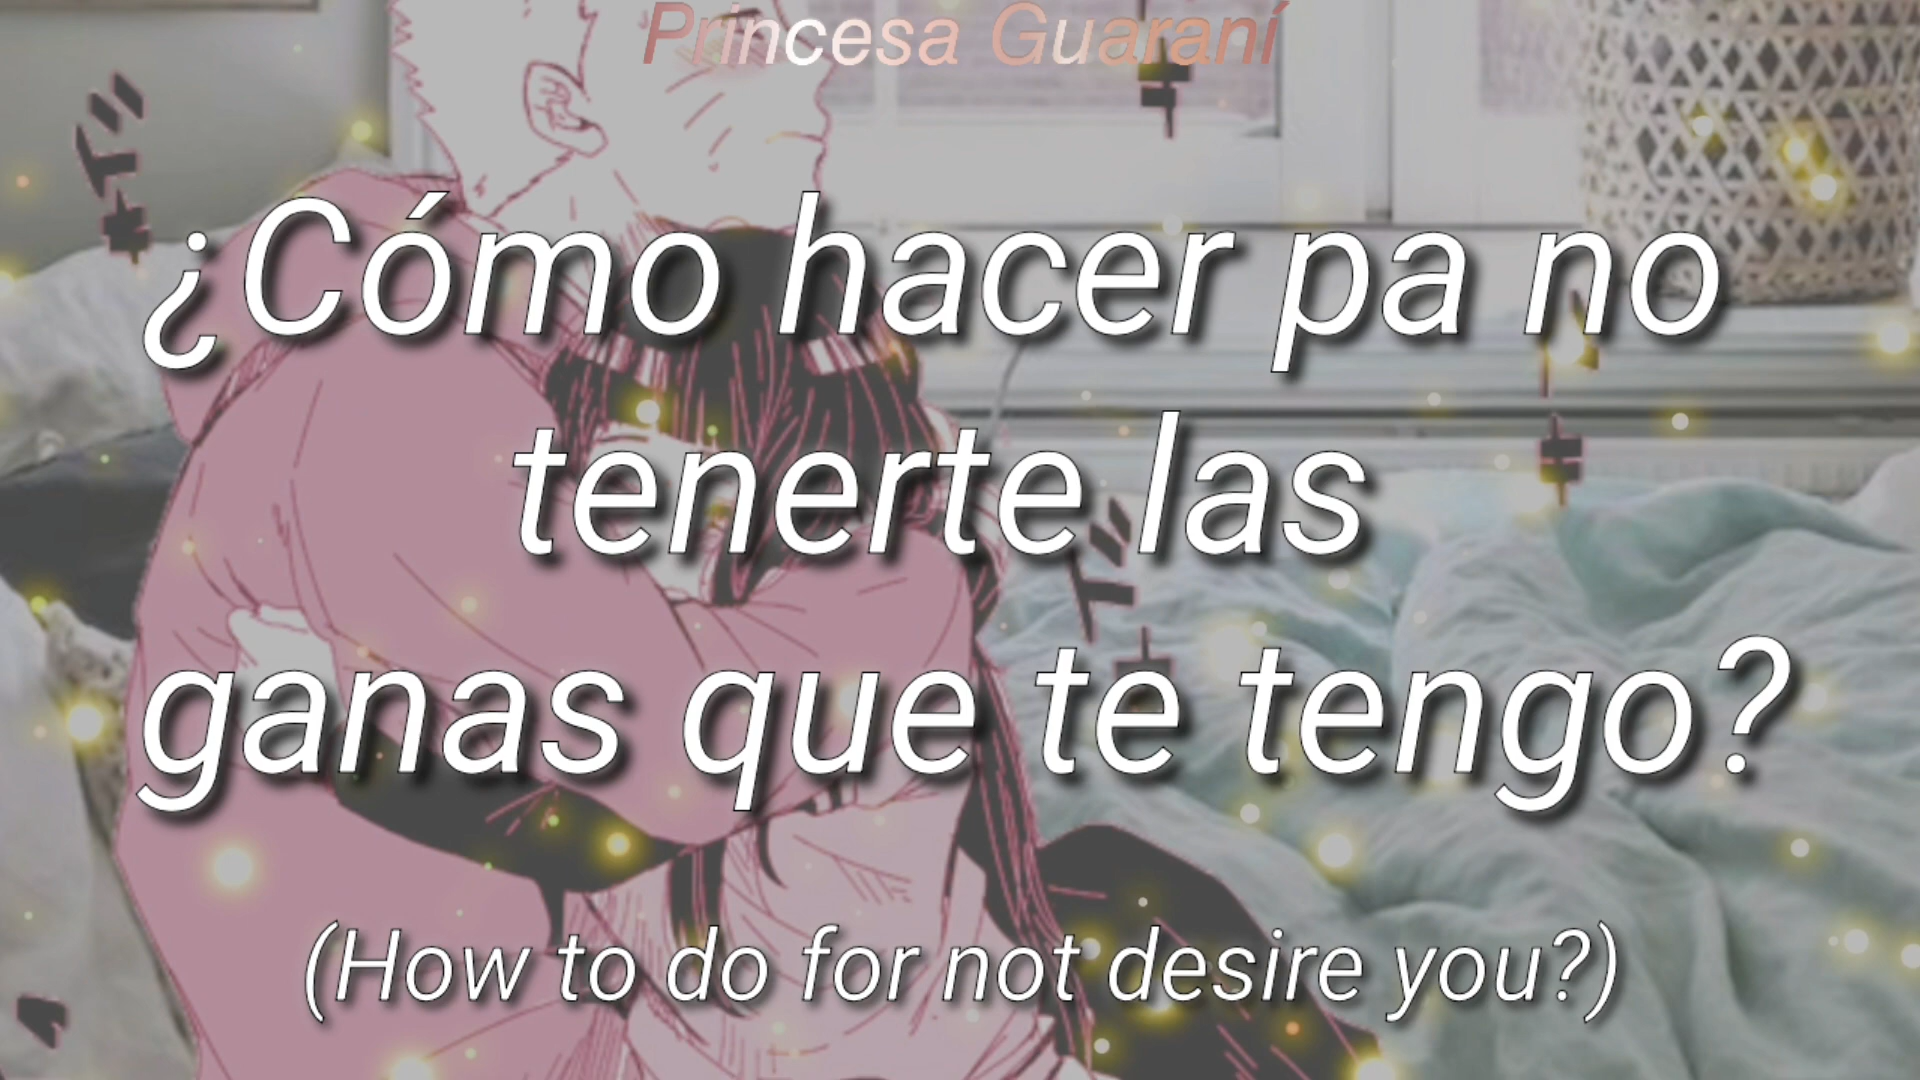 Princesa Guaraní
¿Cómo hacer pa no
tenerte las
ganas que te tengo?
(How to do for not desire you?)